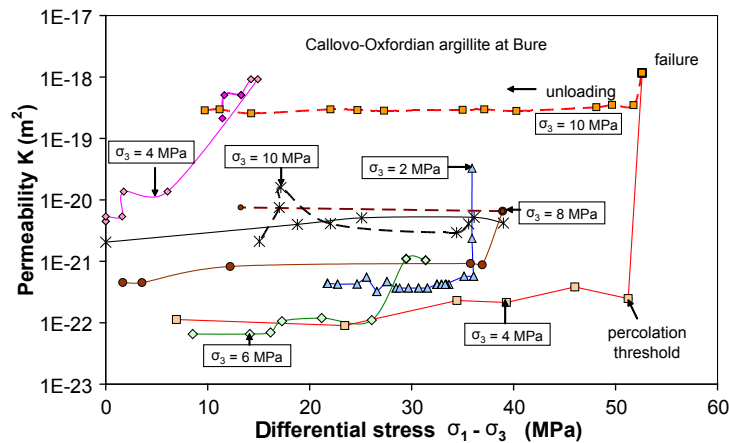 1E-17
Callovo-Oxfordian argillite at Bure
failure
1E-18
unloading
σ3 = 10 MPa
1E-19
σ3 = 4 MPa
σ3 = 10 MPa
σ3 = 2 MPa
1E-20
σ3 = 8 MPa
1E-21
1E-22
σ3 = 6 MPa
σ3 = 4 MPa
percolation
threshold
1E-23
Permeability K (m²)
0 10 20 30 40 50 60
Differential stress σ1 - σ3 (MPa)